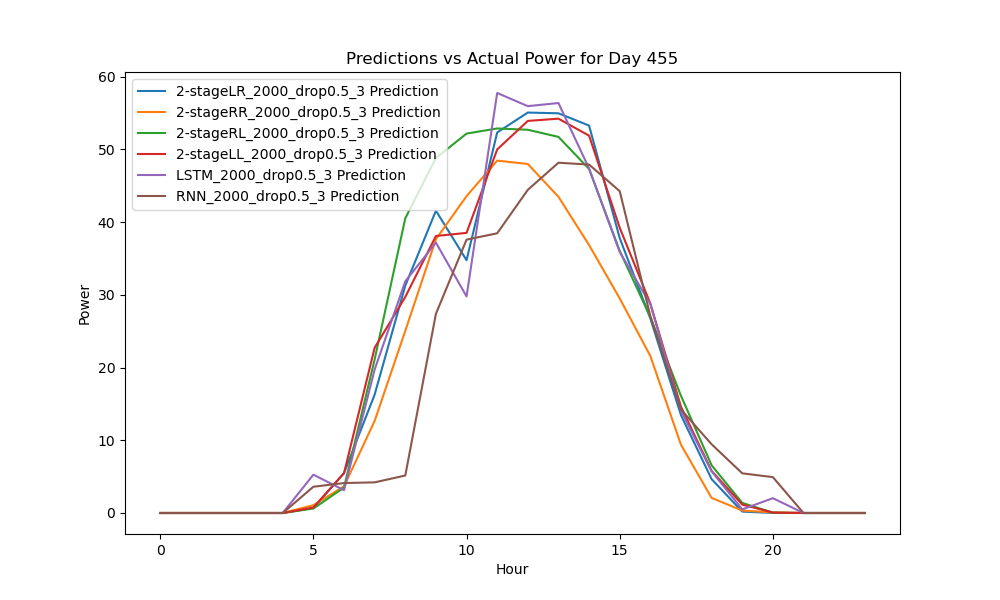 Predictions vs Actual Power for Day 455
2-stageLR_2000_drop0.5_3 Prediction
2-stageRR_2000_drop0.5_3 Prediction
2-stageRL_2000_drop0.5_3 Prediction
2-stageLL_2000_drop0.5_3 Prediction
LSTM_2000_drop0.5_3 Prediction
RNN_2000_drop0.5_3 Prediction
60
50
40
30
20
10
0
Power
0 5 10 15 20
Hour